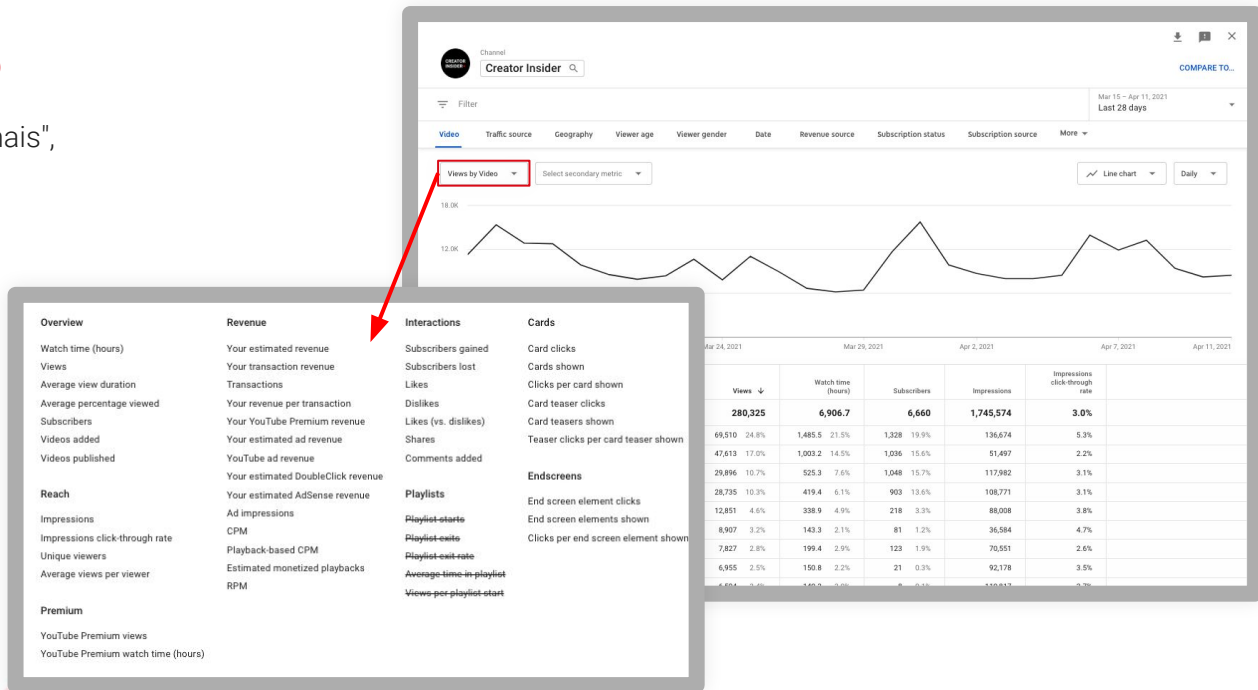 nais",
CREATOR
INSIDER
Channel
Creator Insider
COMPARE TO...
Filter
Mar 15 – Apr 11, 2021
Last 28 days
Video Traffic source Geography Viewer age Viewer gender Date Revenue source Subscription status Subscription source More
Views by Video Select secondary metric Line chart Daily
18.0K
12.0K
Mar 24, 2021 Mar 29, 2021 Apr 2, 2021 Apr 7, 2021 Apr 11, 2021
Views Watch time (hours) Subscribers Impressions Impressions click-through rate
280,325 6,906.7 6,660 1,745,574 3.0%
69,510 24.8% 1,485.5 21.5% 1,328 19.9% 136,674 5.3%
47,613 17.0% 1,003.2 14.5% 1,036 15.6% 51,497 2.2%
29,896 10.7% 525.3 7.6% 1,048 15.7% 117,982 3.1%
28,735 10.3% 419.4 6.1% 903 13.6% 108,771 3.1%
12,851 4.6% 338.9 4.9% 218 3.3% 88,008 3.8%
8,907 3.2% 143.3 2.1% 81 1.2% 36,584 4.7%
7,827 2.8% 199.4 2.9% 123 1.9% 70,551 2.6%
6,955 2.5% 150.8 2.2% 21 0.3% 92,178 3.5%
Overview
Watch time (hours)
Views
Average view duration
Average percentage viewed
Subscribers
Videos added
Videos published
Reach
Impressions
Impressions click-through rate
Unique viewers
Average views per viewer
Premium
YouTube Premium views
YouTube Premium watch time (hours)
Revenue
Your estimated revenue
Your transaction revenue
Transactions
Your revenue per transaction
Your YouTube Premium revenue
Your estimated ad revenue
YouTube ad revenue
Your estimated DoubleClick revenue
Your estimated AdSense revenue
Ad impressions
CPM
Playback-based CPM
Estimated monetized playbacks
RPM
Interactions
Subscribers gained
Subscribers lost
Likes
Dislikes
Likes (vs. dislikes)
Shares
Comments added
Playlists
Playlist starts
Playlist exits
Playlist exit rate
Average time in playlist
Views per playlist start
Cards
Card clicks
Cards shown
Clicks per card shown
Card teaser clicks
Card teasers shown
Teaser clicks per card teaser shown
Endscreens
End screen element clicks
End screen elements shown
Clicks per end screen element shown